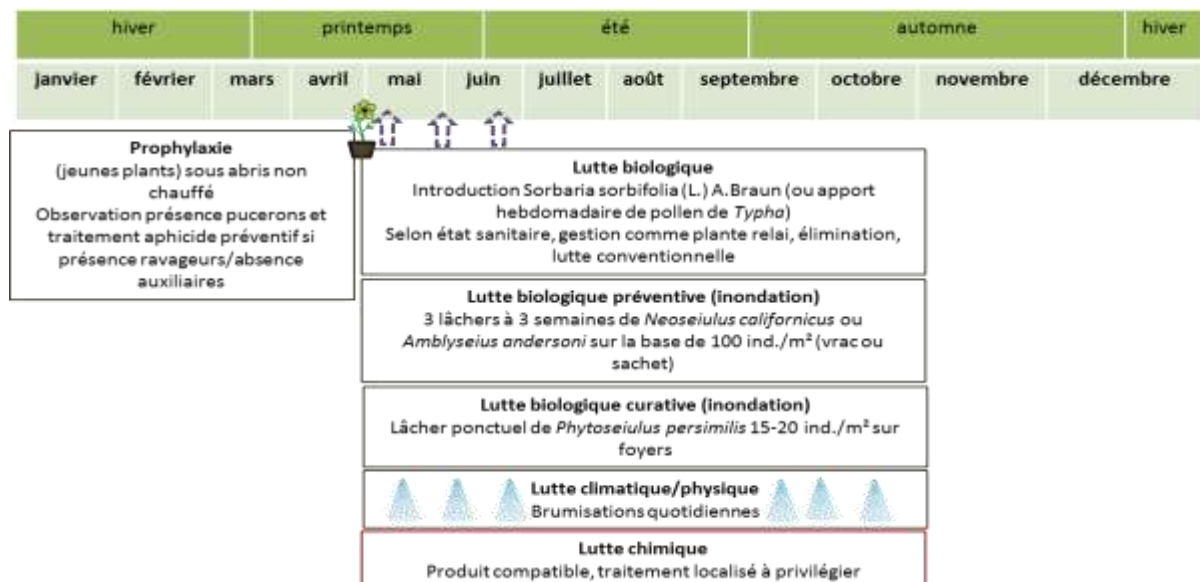 hiver printemps été automne hiver
janvier février mars avril mai juin juillet août septembre octobre novembre décembre
Prophylaxie
(jeunes plants) sous abris non
chauffé
Observation présence pucerons et
traitement aphicide préventif si
présence ravageurs/absence
auxiliaires
Lutte biologique
Introduction Sorbaria sorbifolia (L.) A.Braun (ou apport
hebdomadaire de pollen de Typha)
Selon état sanitaire, gestion comme plante relai, élimination,
lutte conventionnelle
Lutte biologique préventive (inondation)
3 lâchers à 3 semaines de Neoseiulus californicus ou
Amblyseius andersoni sur la base de 100 ind./m² (vrac ou
sachet)
Lutte biologique curative (inondation)
Lâcher ponctuel de Phytoseiulus persimilis 15-20 ind./m² sur
foyers
Lutte climatique/physique
Brumisations quotidiennes
Lutte chimique
Produit compatible, traitement localisé à privilégier